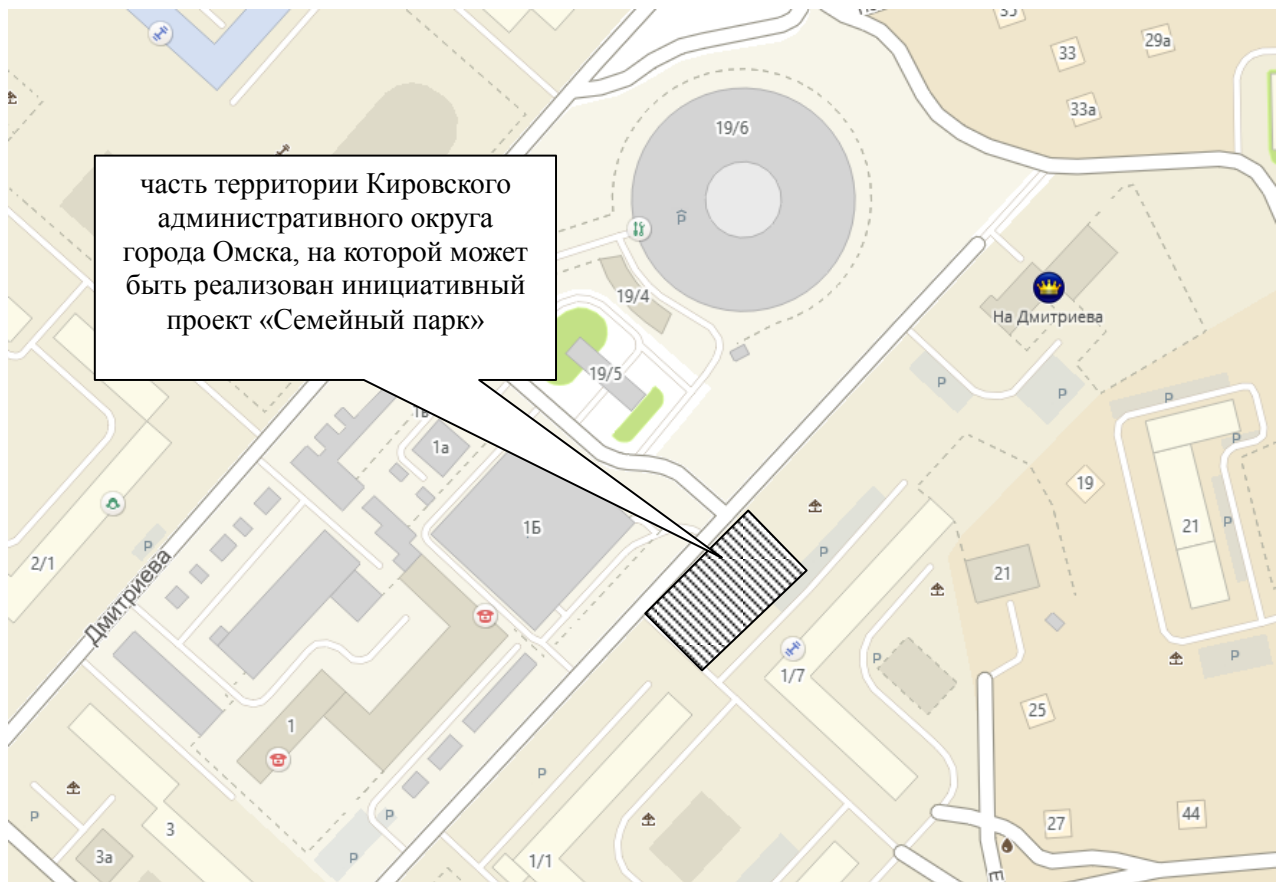 35
33
29а
33а
19/6
часть территории Кировского
административного округа
города Омска, на которой может
быть реализован инициативный
проект «Семейный парк»
P
19/4
На Дмитриева
19/5
P
P
P
1а
19
P
1Б
21
P
P
2/1
Дмитриева
21
P
1/7
P
P
25
1
P
P
27
44
P
3
3а
P
1/1
Е